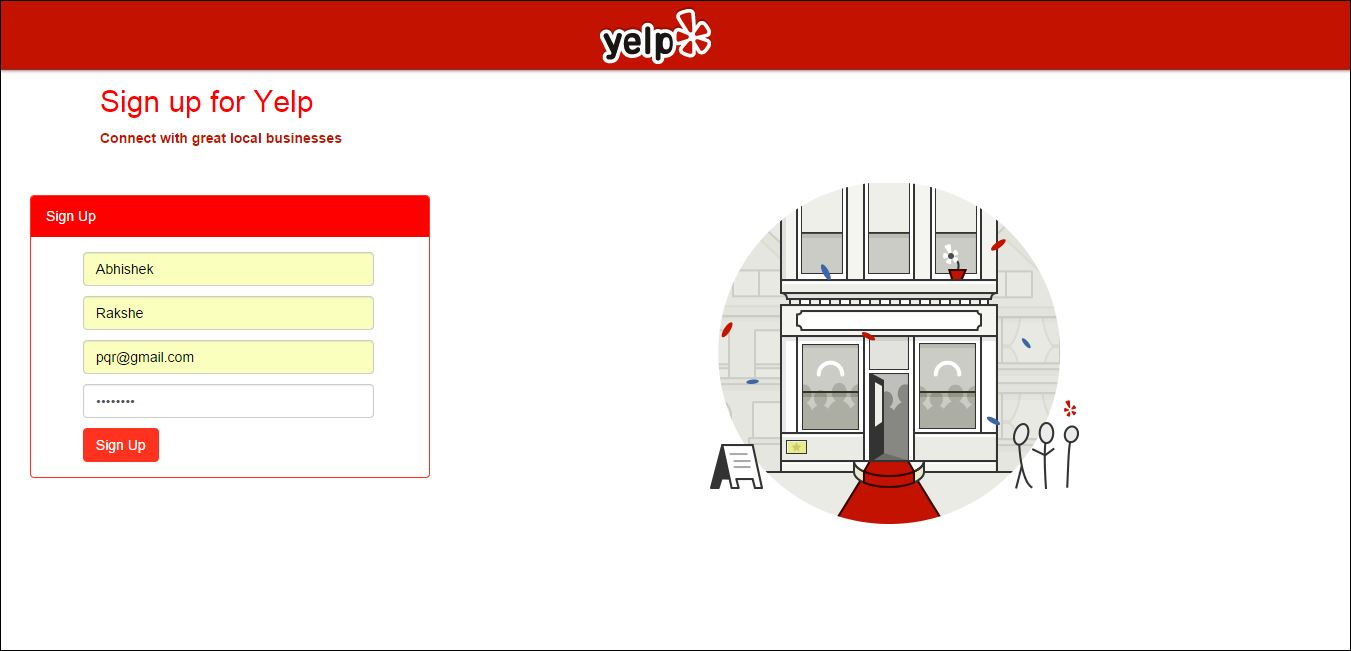 yelp
Sign up for Yelp
Connect with great local businesses
Sign Up
Abhishek
Rakshe
pqr@gmail.com
••••••••
Sign Up